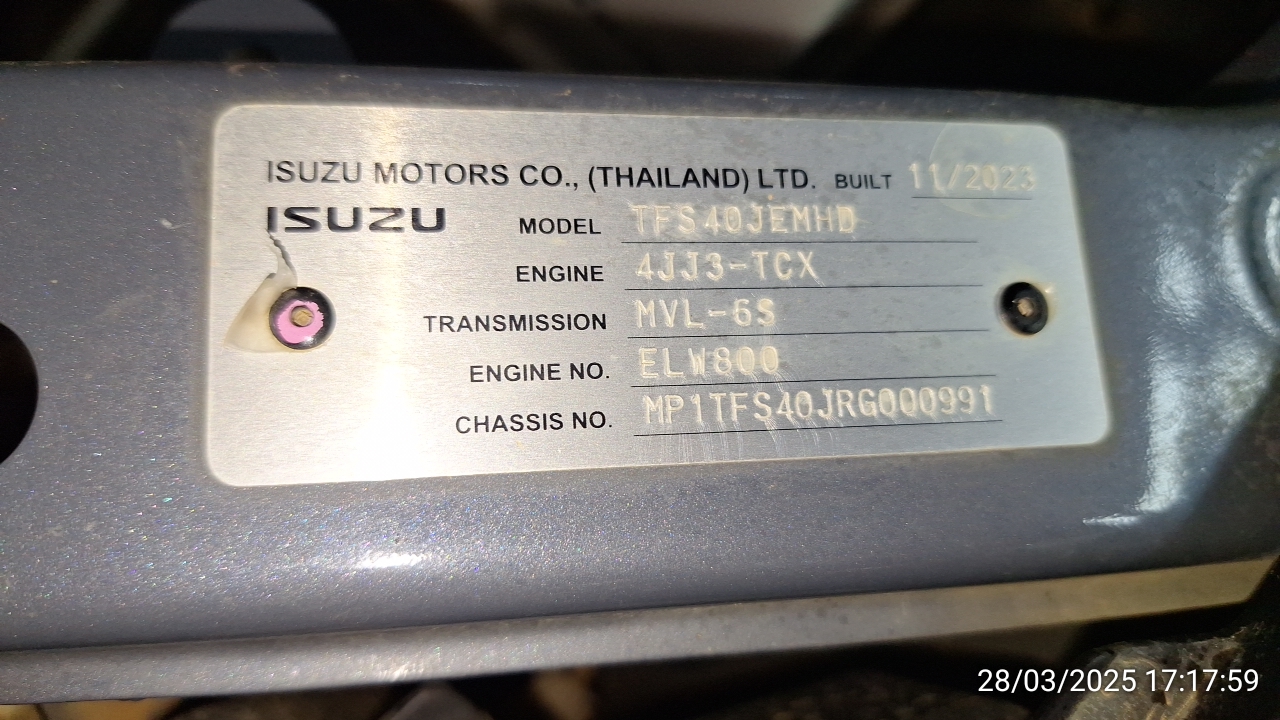 ISUZU MOTORS CO., (THAILAND) LTD. BUILT 11/2023
ISUZU MODEL TFS40JEMHD
ENGINE 4JJ3-TCX
TRANSMISSION MVL-6S
ENGINE NO. ELW800
CHASSIS NO. MP1TFS40JRG000991
28/03/2025 17:17:59